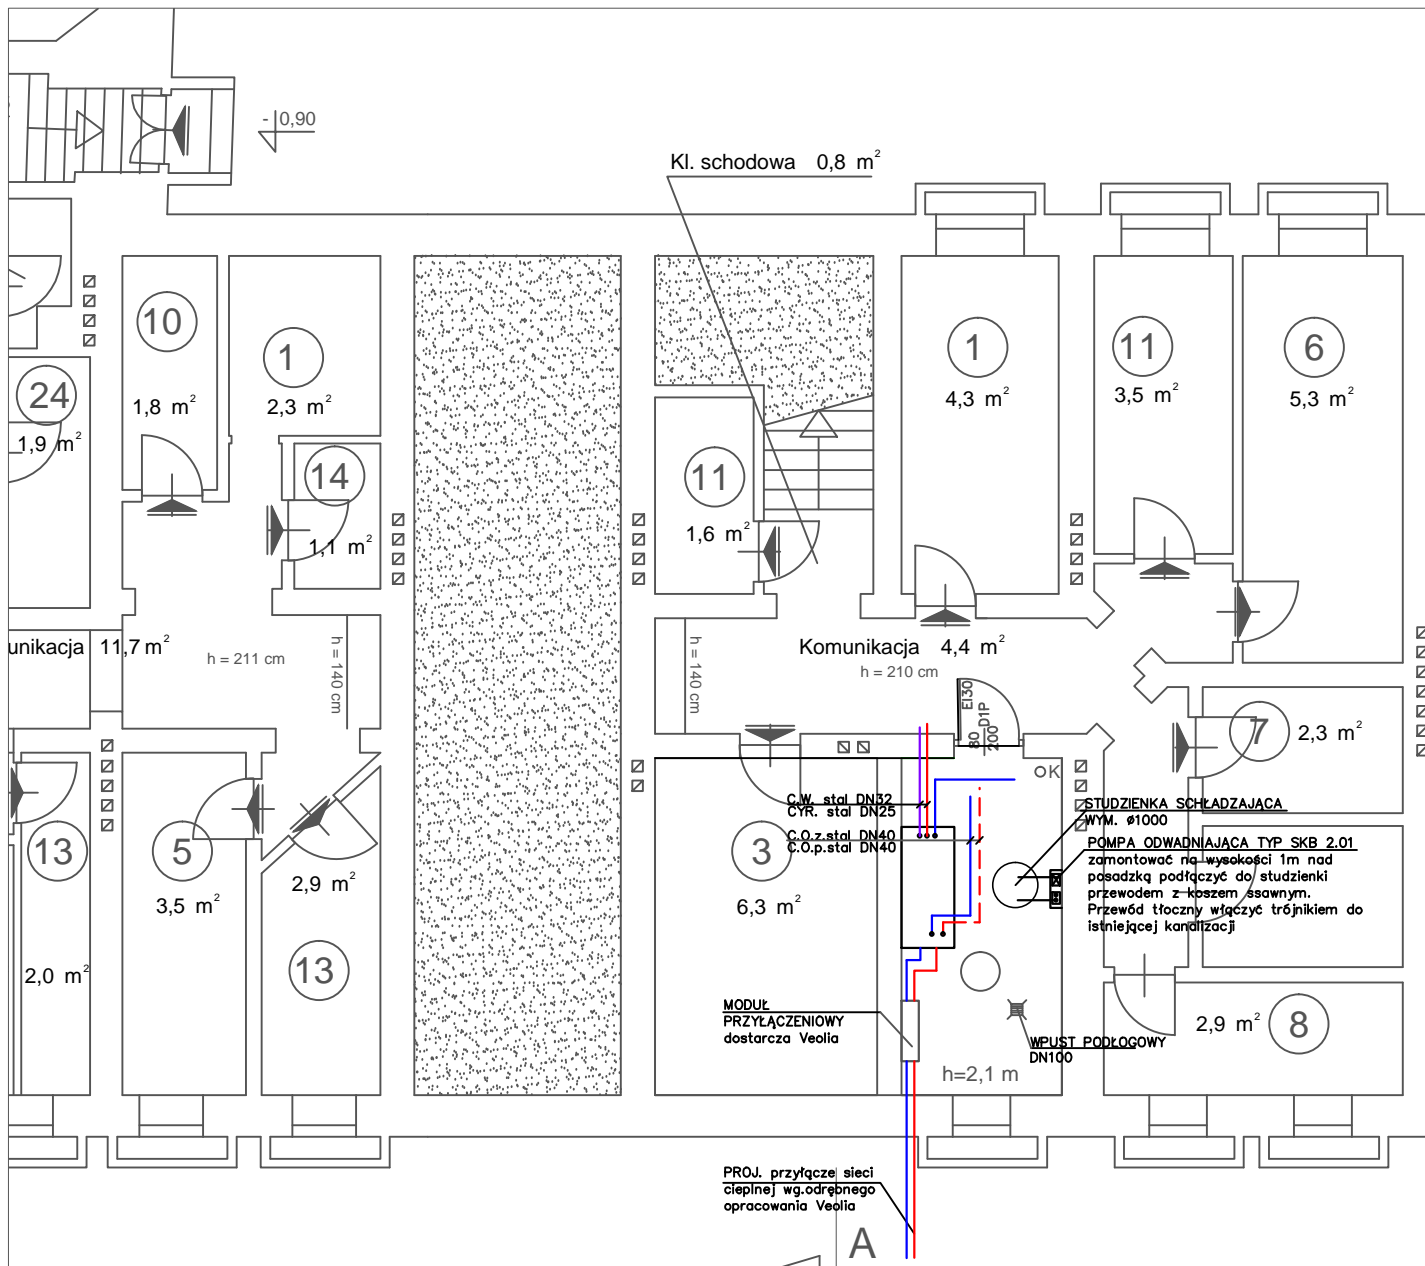 - 0,90
Kl. schodowa 0,8 m²
10
1,8 m²
1
2,3 m²
24
1,9 m²
14
1,1 m²
11
1,6 m²
1
4,3 m²
11
3,5 m²
6
5,3 m²
unikacja 11,7 m²
h = 211 cm
h = 140 cm
h = 140 cm
Komunikacja 4,4 m²
h = 210 cm
EI30
80 D1P
200
7
2,3 m²
OK
13
2,0 m²
5
3,5 m²
2,9 m²
13
3
6,3 m²
C.W. stal DN32
CYR. stal DN25
C.O.z.stal DN40
C.O.p.stal DN40
STUDZIENKA SCHŁADZAJĄCA
WYM. ø1000
POMPA ODWADNIAJĄCA TYP SKB 2.01
zamontować na wysokości 1m nad
posadzką podłączyć do studzienki
przewodem z koszem ssawnym.
Przewód tłoczny włączyć trójnikiem do
istniejącej kanalizacji
MODUŁ
PRZYŁĄCZENIOWY
dostarcza Veolia
WPUST PODŁOGOWY
DN100
h=2,1 m
2,9 m²
8
PROJ. przyłącze sieci
cieplnej wg.odrębnego
opracowania Veolia
A